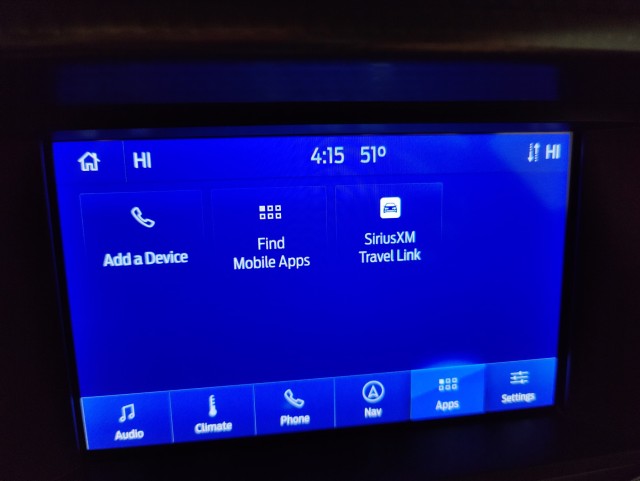 HI 4:15 51° HI
Add a Device
Find
Mobile Apps
SiriusXM
Travel Link
Audio Climate Phone Nav Apps Settings